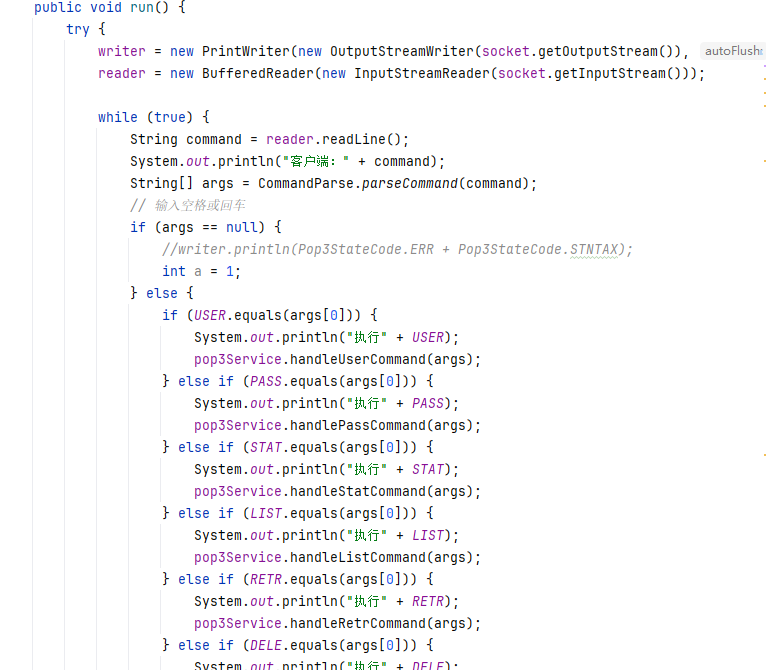 public void run() {
try {
writer = new PrintWriter(new OutputStreamWriter(socket.getOutputStream()), autoFlush:
reader = new BufferedReader(new InputStreamReader(socket.getInputStream()));
while (true) {
String command = reader.readLine();
System.out.println("客户端：" + command);
String[] args = CommandParse.parseCommand(command);
// 输入空格或回车
if (args == null) {
//writer.println(Pop3StateCode.ERR + Pop3StateCode.STNTAX);
int a = 1;
} else {
if (USER.equals(args[0])) {
System.out.println("执行" + USER);
pop3Service.handleUserCommand(args);
} else if (PASS.equals(args[0])) {
System.out.println("执行" + PASS);
pop3Service.handlePassCommand(args);
} else if (STAT.equals(args[0])) {
System.out.println("执行" + STAT);
pop3Service.handleStatCommand(args);
} else if (LIST.equals(args[0])) {
System.out.println("执行" + LIST);
pop3Service.handleListCommand(args);
} else if (RETR.equals(args[0])) {
System.out.println("执行" + RETR);
pop3Service.handleRetrCommand(args);
} else if (DELE.equals(args[0])) {
System.out.println("执行" + DELE);